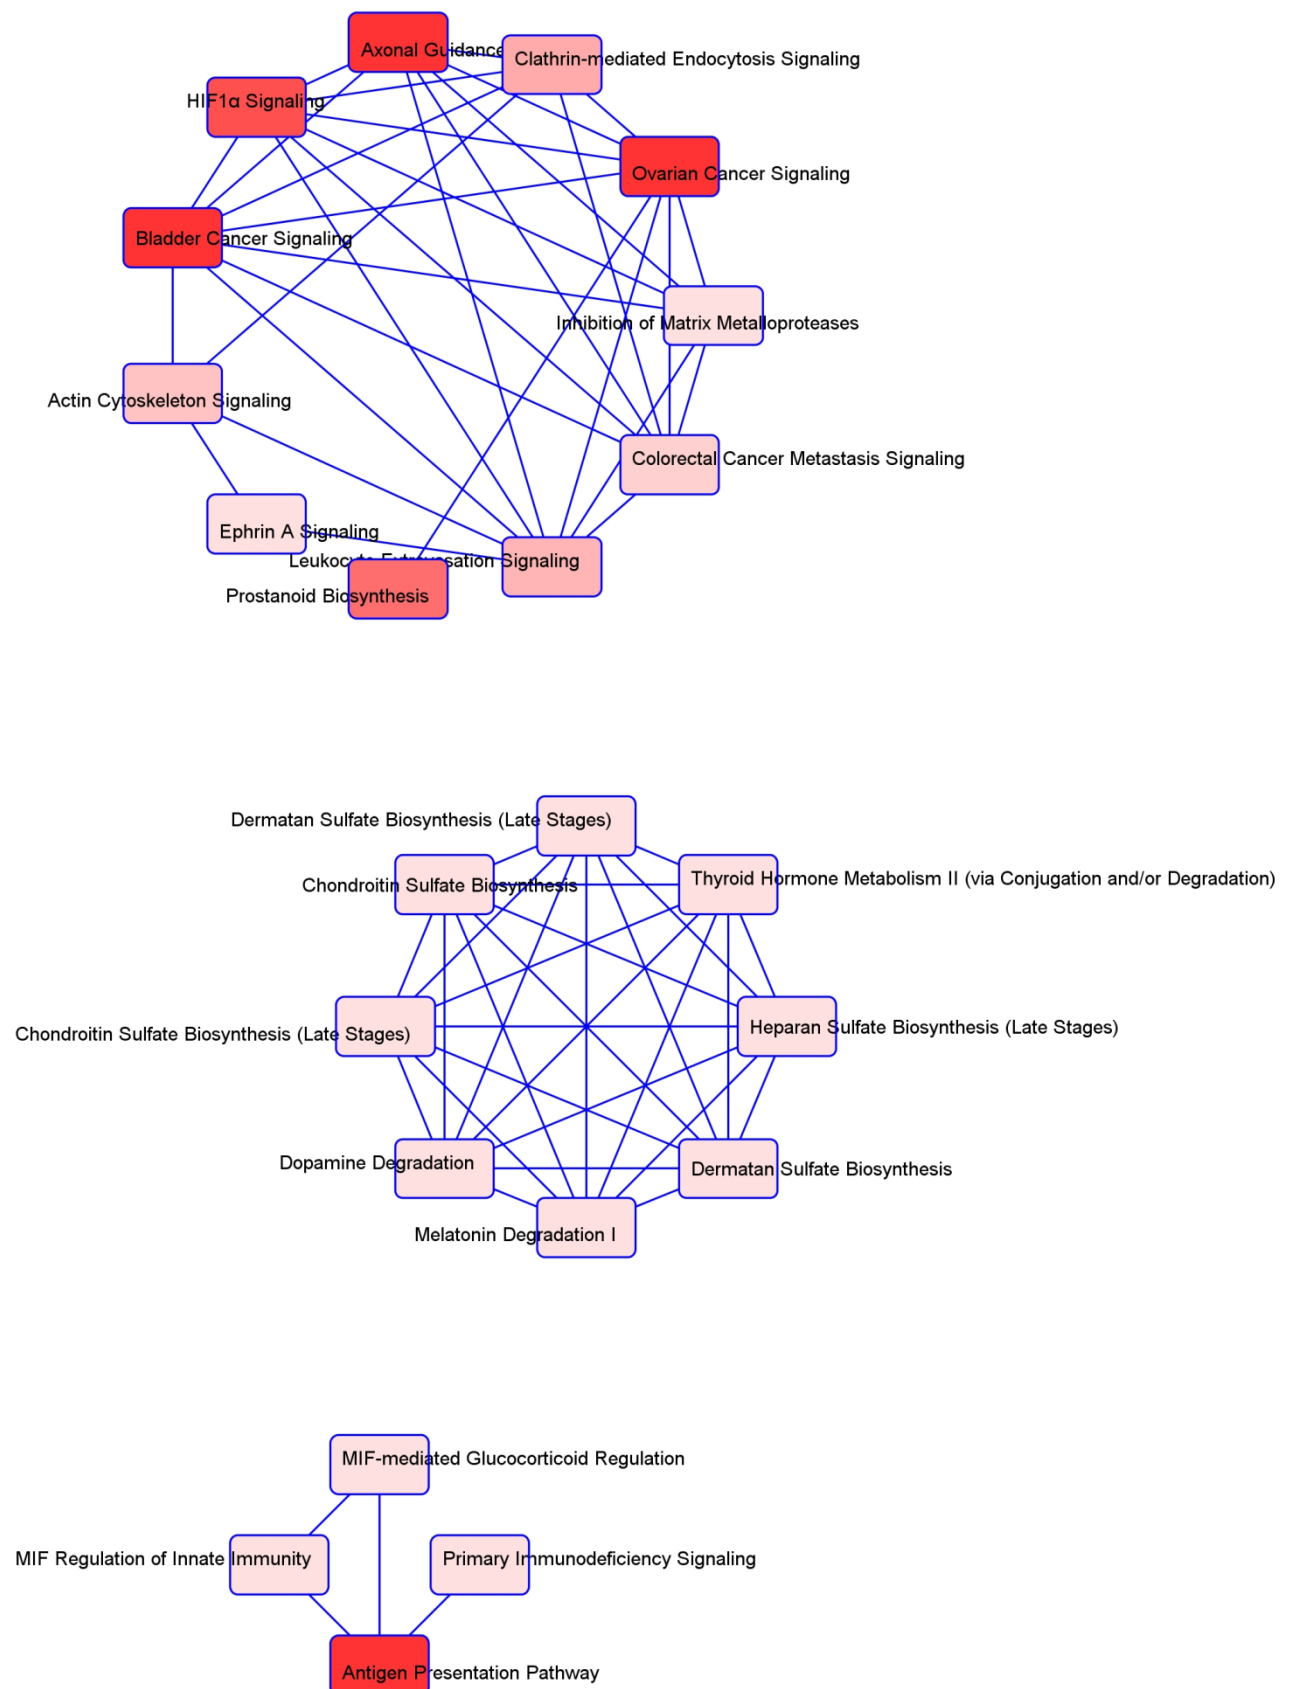 Axonal Guidance
Clathrin-mediated Endocytosis Signaling
HIF1α Signaling
Ovarian Cancer Signaling
Bladder Cancer Signaling
Inhibition of Matrix Metalloproteases
Actin Cytoskeleton Signaling
Colorectal Cancer Metastasis Signaling
Ephrin A Signaling
Leukocyte Extravasation Signaling
Prostanoid Biosynthesis
Dermatan Sulfate Biosynthesis (Late Stages)
Thyroid Hormone Metabolism II (via Conjugation and/or Degradation)
Chondroitin Sulfate Biosynthesis
Heparan Sulfate Biosynthesis (Late Stages)
Chondroitin Sulfate Biosynthesis (Late Stages)
Dopamine Degradation
Dermatan Sulfate Biosynthesis
Melatonin Degradation I
MIF-mediated Glucocorticoid Regulation
MIF Regulation of Innate Immunity
Primary Immunodeficiency Signaling
Antigen Presentation Pathway